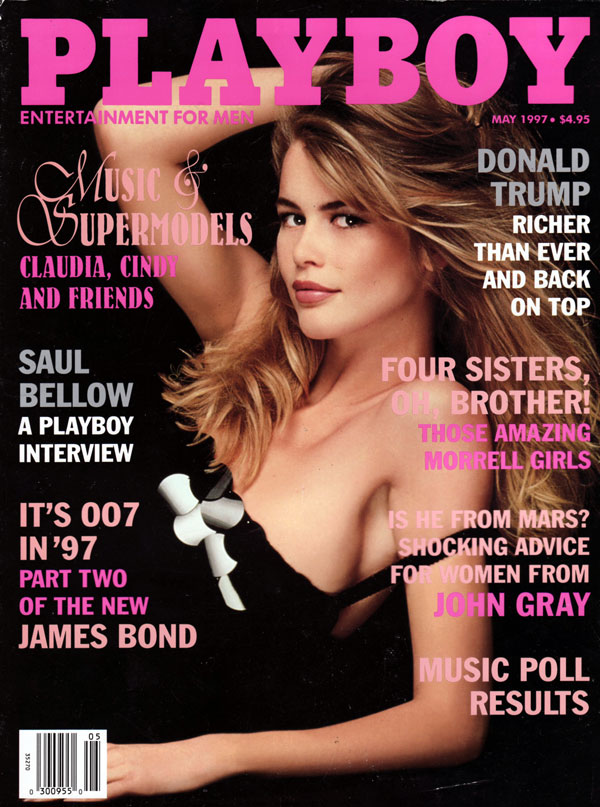 PLAYBOY
ENTERTAINMENT FOR MEN
MAY 1997 • $4.95
Music &
Supermodels
CLAUDIA, CINDY
AND FRIENDS
DONALD
TRUMP
RICHER
THAN EVER
AND BACK
ON TOP
SAUL
BELLOW
A PLAYBOY
INTERVIEW
FOUR SISTERS,
OH, BROTHER!
THOSE AMAZING
MORRELL GIRLS
IT'S 007
IN '97
PART TWO
OF THE NEW
JAMES BOND
IS HE FROM MARS?
SHOCKING ADVICE
FOR WOMEN FROM
JOHN GRAY
MUSIC POLL
RESULTS
05
35270
0 300955 0